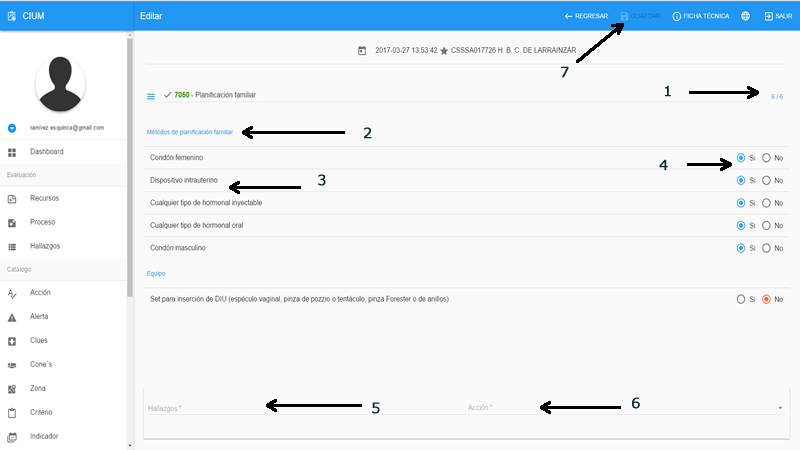 CIUM
Editar
REGRESAR
GUARDAR
FICHA TÉCNICA
SALIR
7
2017-03-27 13:53:42 ★ CSSSA017726 H. B. C. DE LARRAINZAR
ramirez.esquinca@gmail.com
Dashboard
Evaluación
Recursos
Proceso
Hallazgos
Catálogo
Acción
Alerta
Clues
Cone´s
Zona
Criterio
Indicador
7050 - Planificación familiar
1
6 / 6
Métodos de planificación familiar
2
Condón femenino
4
Si No
Dispositivo intrauterino
3
Si No
Cualquier tipo de hormonal inyectable
Si No
Cualquier tipo de hormonal oral
Si No
Condón masculino
Si No
Equipo
Set para inserción de DIU (espéculo vaginal, pinza de pozzio o tentáculo, pinza Forester o de anillos)
Si No
Hallazgos *
5
Acción *
6